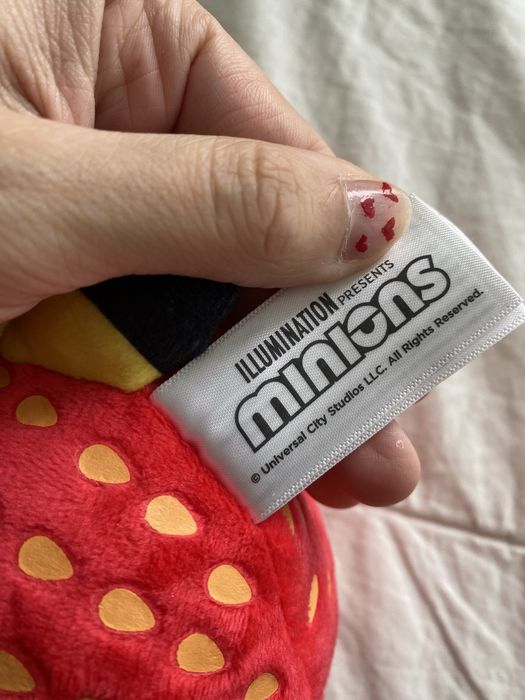 ILLUMINATION PRESENTS
minions
© Universal City Studios LLC. All Rights Reserved.